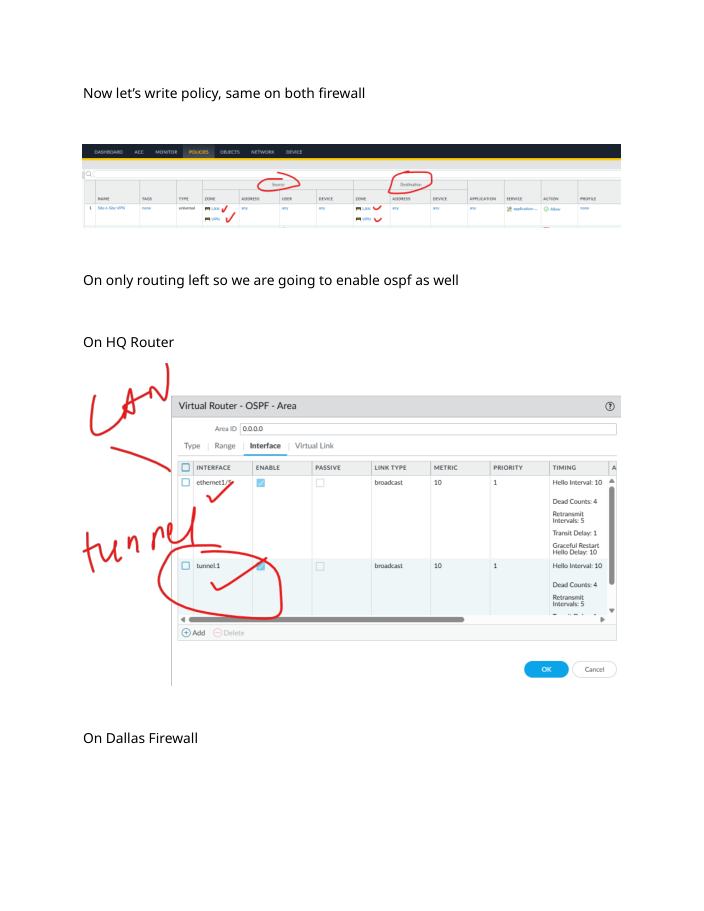 Now let's write policy, same on both firewall
DASHBOARD ACC MONITOR POLICIES OBJECTS NETWORK DEVICE
Source Destination
NAME TAGS TYPE ZONE ADDRESS USER DEVICE ZONE ADDRESS DEVICE APPLICATION SERVICE ACTION PROFILE
1 Site A Site VPN none universal LAN any any any LAN any any any application-... Allow none
VPN VPN
On only routing left so we are going to enable ospf as well
On HQ Router
LAN
Virtual Router - OSPF - Area
Area ID 0.0.0.0
Type Range Interface Virtual Link
INTERFACE ENABLE PASSIVE LINK TYPE METRIC PRIORITY TIMING A
ethernet1/ broadcast 10 1 Hello Interval: 10
Dead Counts: 4
Retransmit
Intervals: 5
Transit Delay: 1
Graceful Restart
Hello Delay: 10
tunnel
tunnel.1 broadcast 10 1 Hello Interval: 10
Dead Counts: 4
Retransmit
Intervals: 5
Add Delete
OK Cancel
On Dallas Firewall